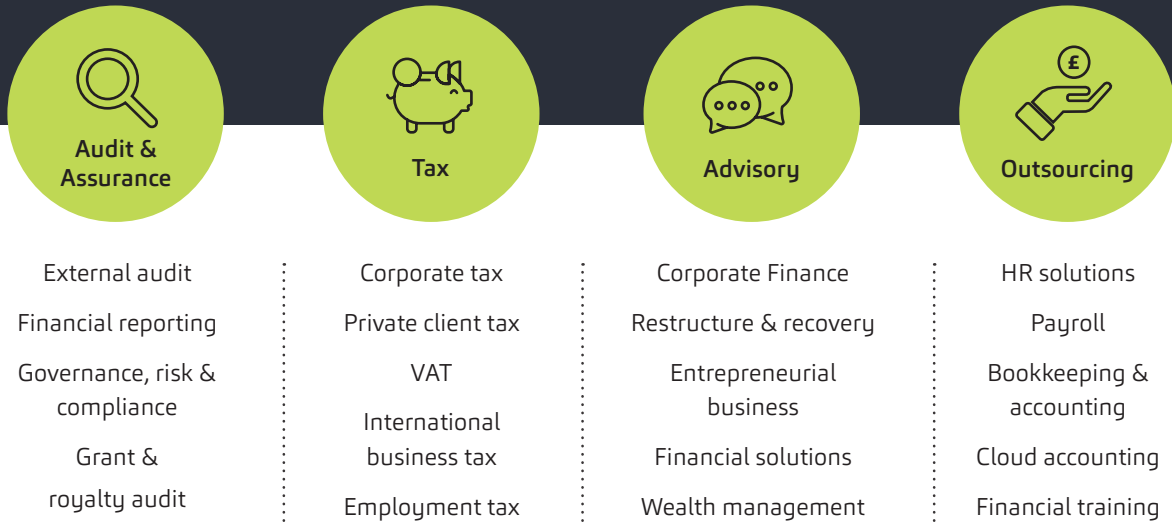 £
Audit &
Assurance
Tax
Advisory
Outsourcing
External audit
Financial reporting
Governance, risk &
compliance
Grant &
royalty audit
Corporate tax
Private client tax
VAT
International
business tax
Employment tax
Corporate Finance
Restructure & recovery
Entrepreneurial
business
Financial solutions
Wealth management
HR solutions
Payroll
Bookkeeping &
accounting
Cloud accounting
Financial training